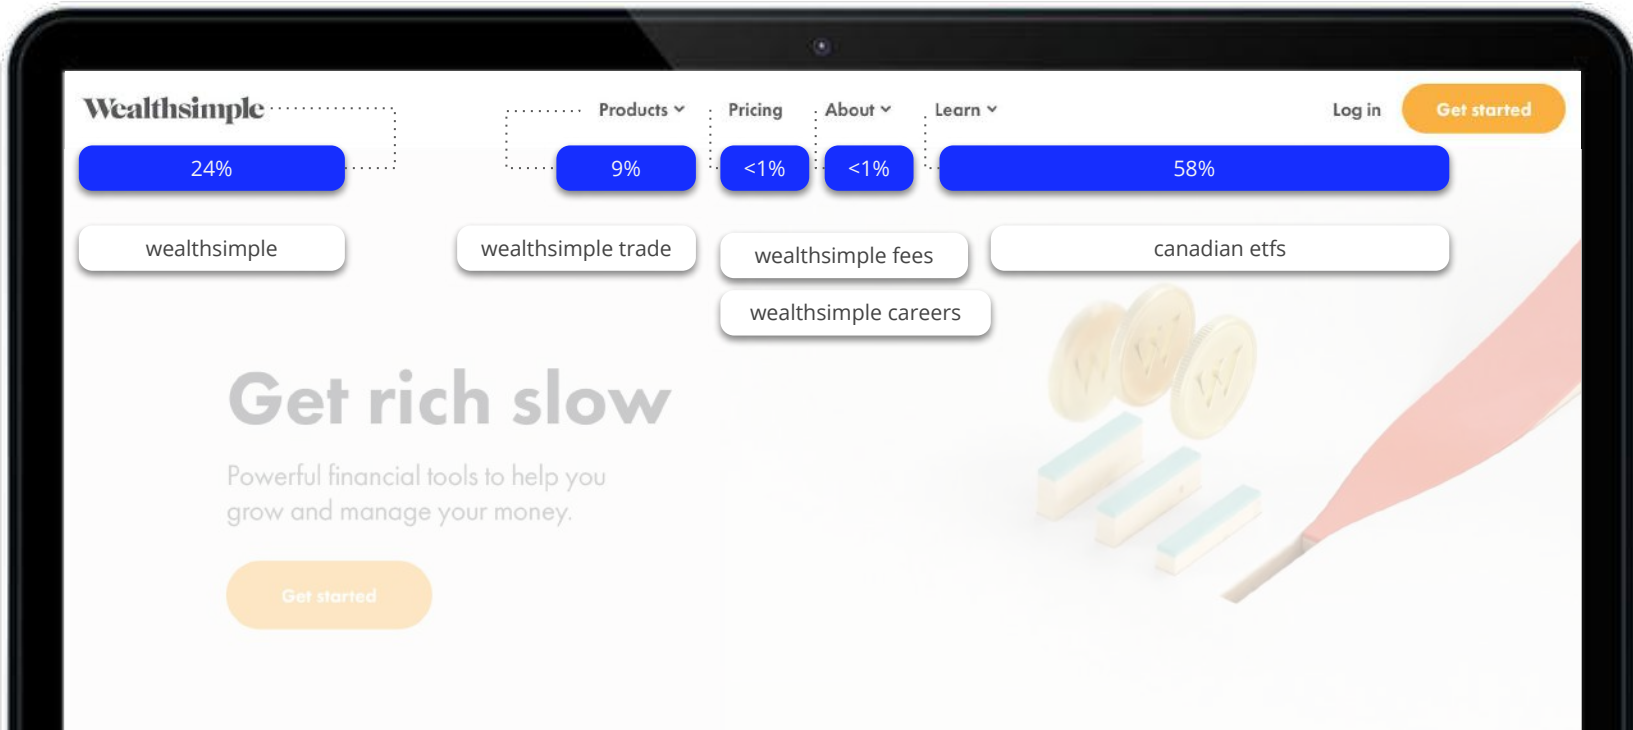 Wealthsimple
Products
Pricing
About
Learn
Log in
Get started
24%
9%
<1%
<1%
58%
wealthsimple
wealthsimple trade
wealthsimple fees
canadian etfs
wealthsimple careers
Get rich slow
Powerful financial tools to help you
grow and manage your money.
Get started